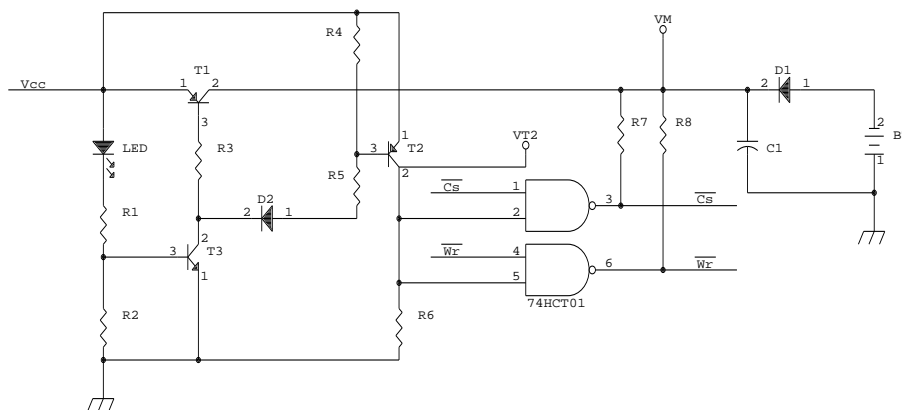 VM
R4
T1
D1
Vcc
1
2
2
1
3
LED
R3
1
3
T2
2
VT2
R7
R8
C1
2
B
1
R5
D2
2
1
Cs
1
2
3
Cs
R1
3
2
T3
1
Wr
4
5
6
Wr
74HCT01
R2
R6